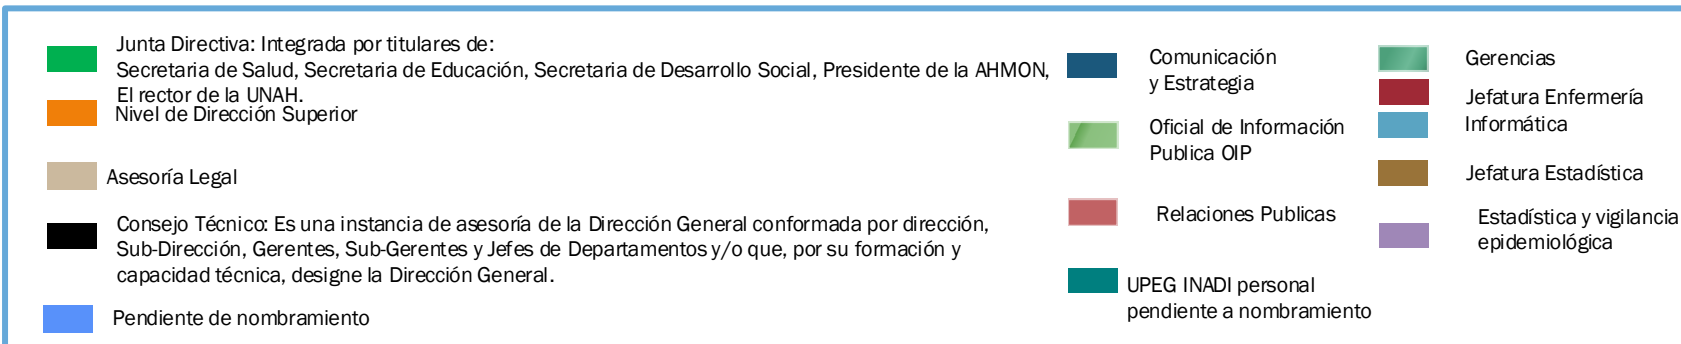 Junta Directiva: Integrada por titulares de:
Secretaria de Salud, Secretaria de Educación, Secretaria de Desarrollo Social, Presidente de la AHMON,
El rector de la UNAH.
Nivel de Dirección Superior
Asesoría Legal
Consejo Técnico: Es una instancia de asesoría de la Dirección General conformada por dirección,
Sub-Dirección, Gerentes, Sub-Gerentes y Jefes de Departamentos y/o que, por su formación y
capacidad técnica, designe la Dirección General.
Pendiente de nombramiento
Comunicación
y Estrategia
Oficial de Información
Publica OIP
Relaciones Publicas
UPEG INADI personal
pendiente a nombramiento
Gerencias
Jefatura Enfermería
Informática
Jefatura Estadística
Estadística y vigilancia
epidemiológica